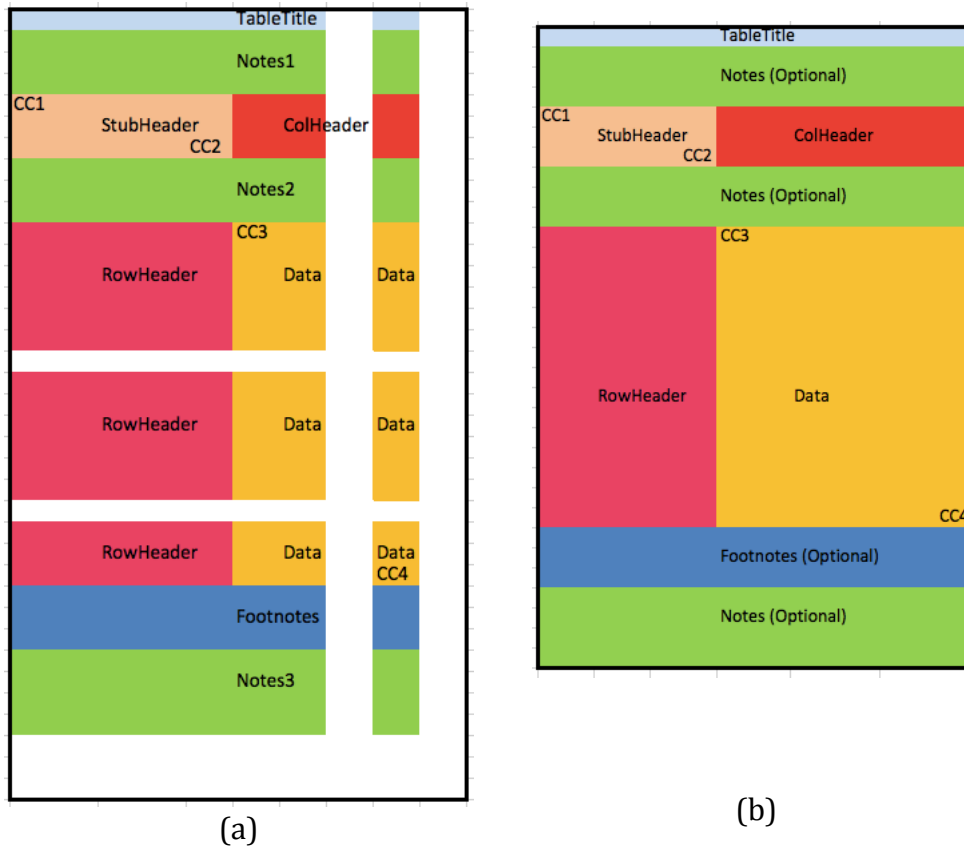 TableTitle
Notes1
CC1
StubHeader
CC2
ColHeader
Notes2
CC3
RowHeader
Data
Data
RowHeader
Data
Data
RowHeader
Data
Data
CC4
Footnotes
Notes3
(a)
TableTitle
Notes (Optional)
CC1
StubHeader
CC2
ColHeader
Notes (Optional)
CC3
RowHeader
Data
CC4
Footnotes (Optional)
Notes (Optional)
(b)